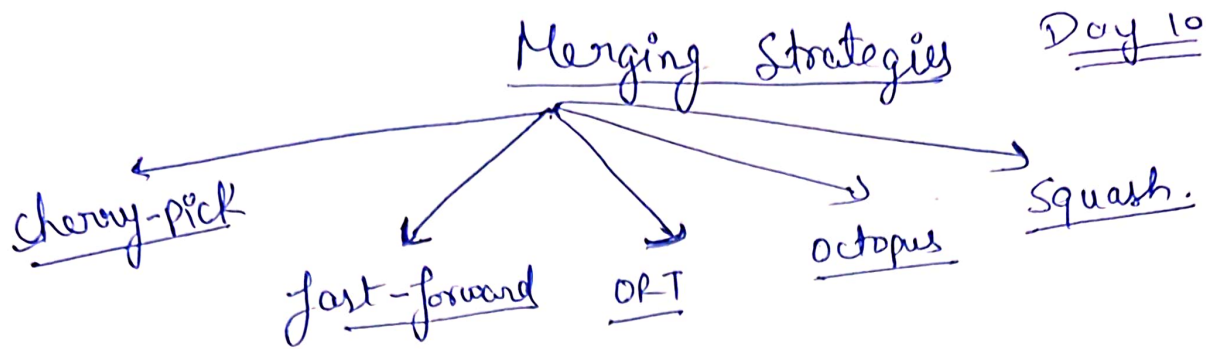 Merging Strategies
Day 10
cherry-pick
fast-forward
ORT
octopus
squash.